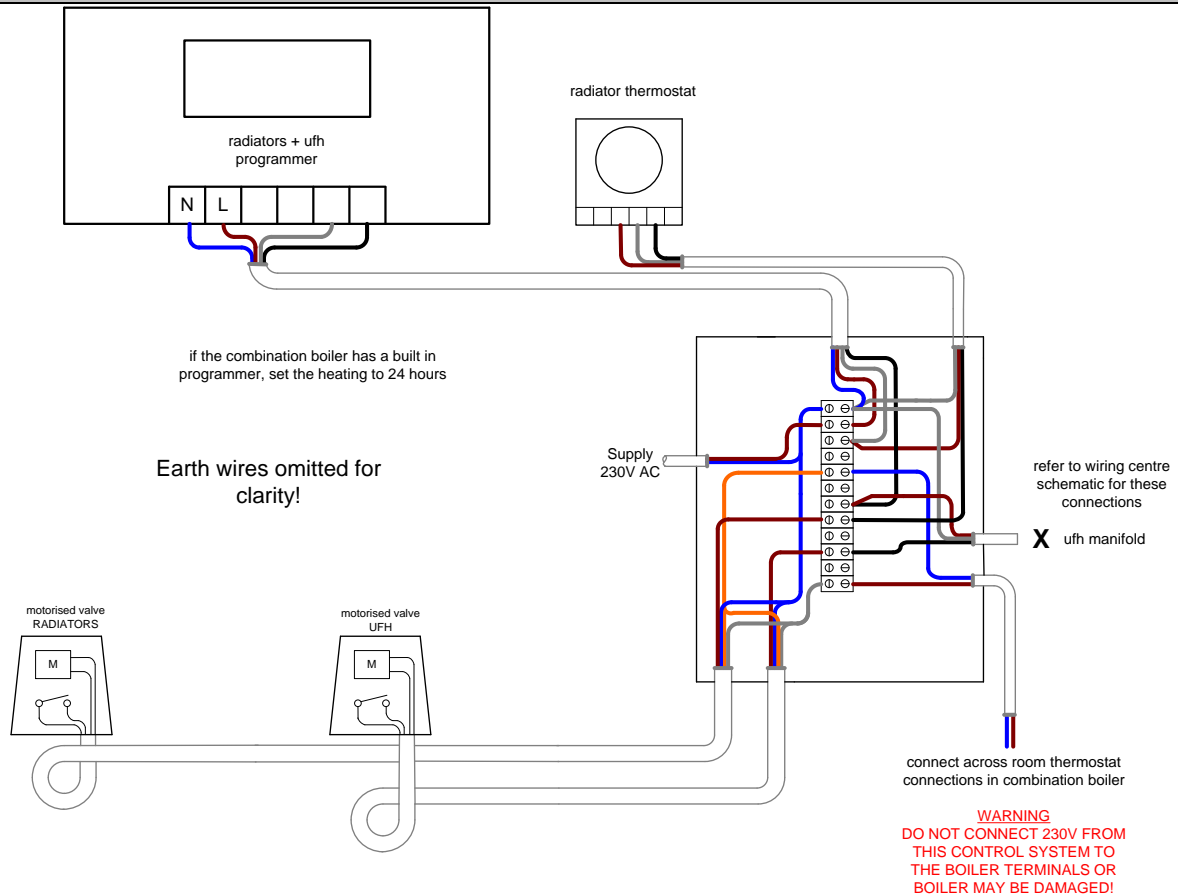 radiators + ufh
programmer
N L
radiator thermostat
if the combination boiler has a built in
programmer, set the heating to 24 hours
Earth wires omitted for
clarity!
Supply
230V AC
refer to wiring centre
schematic for these
connections
X ufh manifold
motorised valve
RADIATORS
M
motorised valve
UFH
M
connect across room thermostat
connections in combination boiler
WARNING
DO NOT CONNECT 230V FROM
THIS CONTROL SYSTEM TO
THE BOILER TERMINALS OR
BOILER MAY BE DAMAGED!